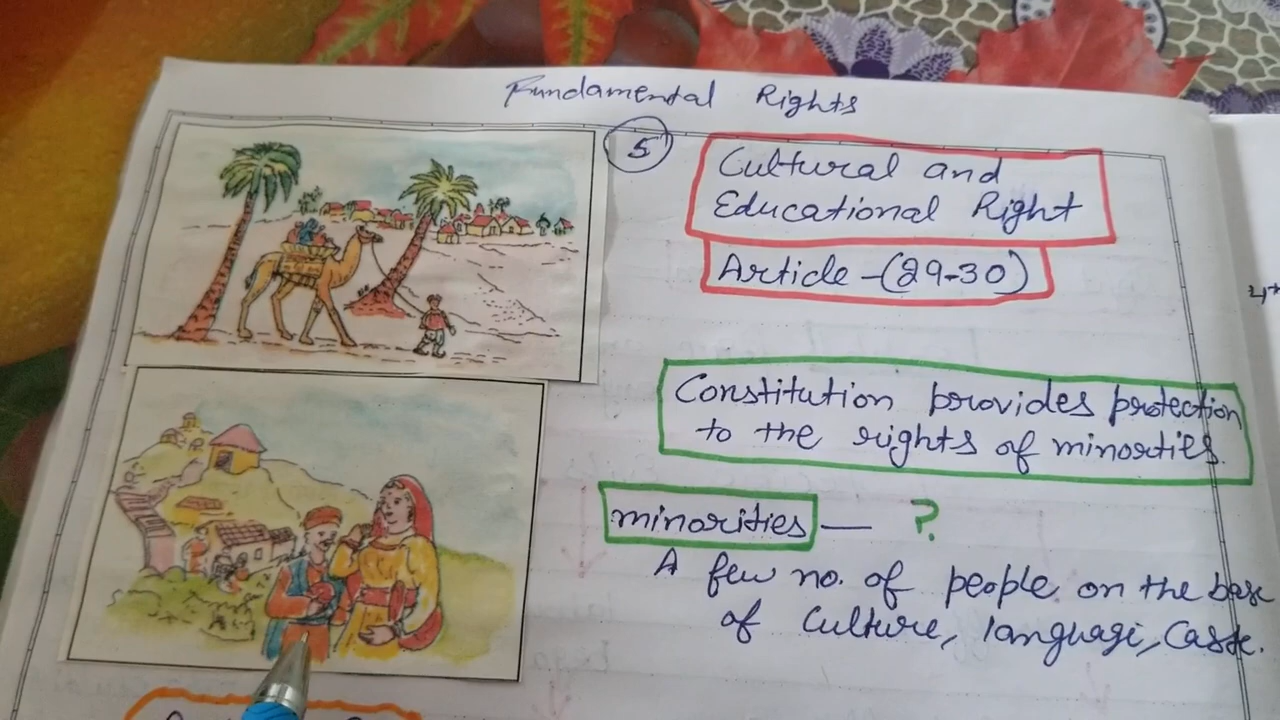 Fundamental Rights
5
Cultural and
Educational Right
Article-(29-30)
Constitution provides protection
to the rights of minorties.
minorities — ?
A few no. of people on the base
of Culture, language, Caste.